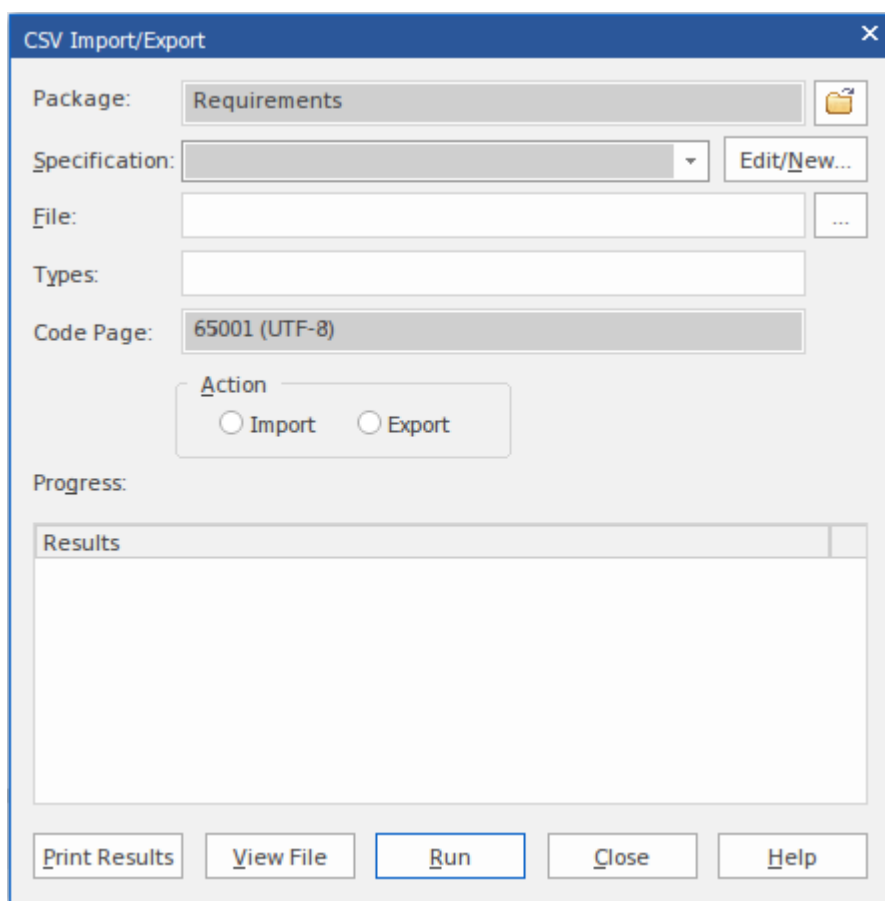 CSV Import/Export
Package: Requirements
Specification: Edit/New...
File: ...
Types:
Code Page: 65001 (UTF-8)
Action
Import Export
Progress:
Results
Print Results View File Run Close Help